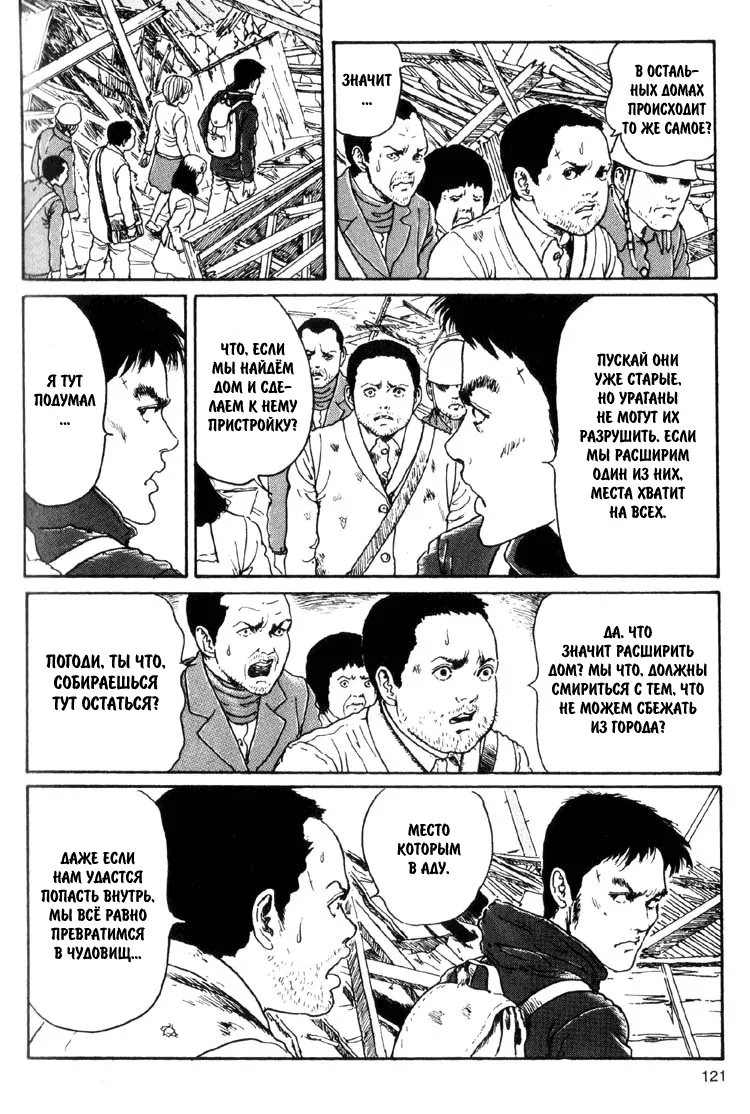 ЗНАЧИТ
...
В ОСТАЛЬ-
НЫХ ДОМАХ
ПРОИСХОДИТ
ТО ЖЕ САМОЕ?
Я ТУТ
ПОДУМАЛ
...
ЧТО, ЕСЛИ
МЫ НАЙДЁМ
ДОМ И СДЕ-
ЛАЕМ К НЕМУ
ПРИСТРОЙКУ?
ПУСКАЙ ОНИ
УЖЕ СТАРЫЕ,
НО УРАГАНЫ
НЕ МОГУТ ИХ
РАЗРУШИТЬ. ЕСЛИ
МЫ РАСШИРИМ
ОДИН ИЗ НИХ,
МЕСТА ХВАТИТ
НА ВСЕХ.
ПОГОДИ, ТЫ ЧТО,
СОБИРАЕШЬСЯ
ТУТ ОСТАТЬСЯ?
ДА, ЧТО
ЗНАЧИТ РАСШИРИТЬ
ДОМ? МЫ ЧТО, ДОЛЖНЫ
СМИРИТЬСЯ С ТЕМ, ЧТО
НЕ МОЖЕМ СБЕЖАТЬ
ИЗ ГОРОДА?
ДАЖЕ ЕСЛИ
НАМ УДАСТСЯ
ПОПАСТЬ ВНУТРЬ,
МЫ ВСЁ РАВНО
ПРЕВРАТИМСЯ
В ЧУДОВИЩ...
МЕСТО
КОТОРЫМ
В АДУ.
121